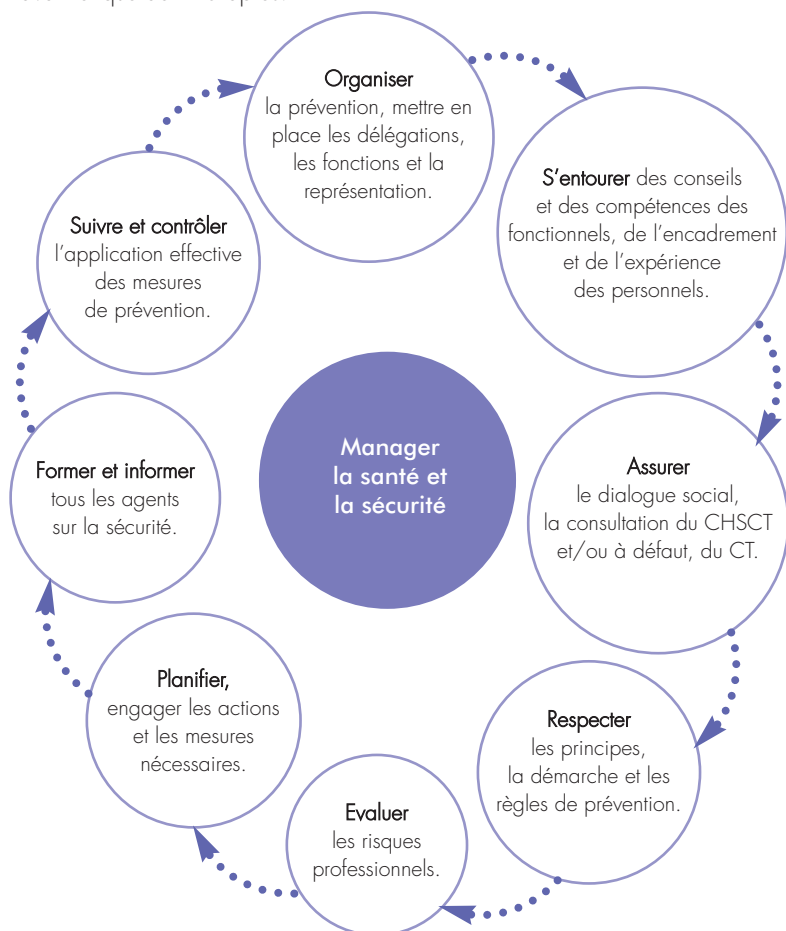 Organiser
la prévention, mettre en
place les délégations,
les fonctions et la
représentation.
S'entourer des conseils
et des compétences des
fonctionnels, de l'encadrement
et de l'expérience
des personnels.
Assurer
le dialogue social,
la consultation du CHSCT
et/ou à défaut, du CT.
Respecter
les principes,
la démarche et les
règles de prévention.
Evaluer
les risques
professionnels.
Planifier,
engager les actions
et les mesures
nécessaires.
Former et informer
tous les agents
sur la sécurité.
Suivre et contrôler
l'application effective
des mesures
de prévention.
Manager
la santé et
la sécurité